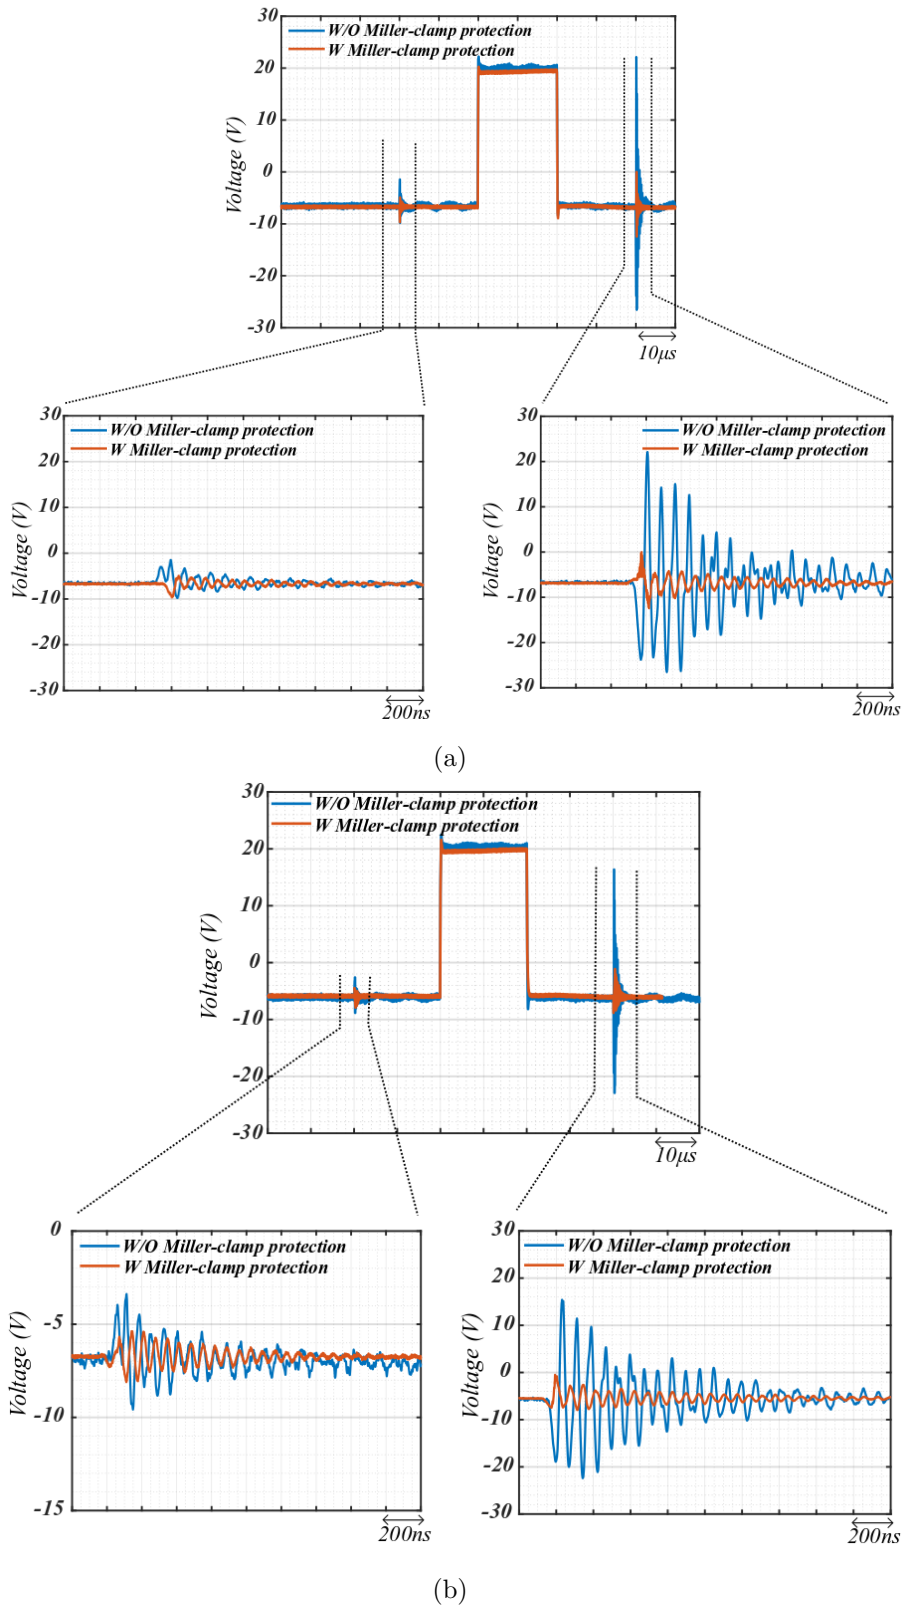 30
20
10
0
-10
-20
-30
Voltage (V)
W/O Miller-clamp protection
W Miller-clamp protection
10μs
30
20
10
0
-10
-20
-30
Voltage (V)
W/O Miller-clamp protection
W Miller-clamp protection
200ns
30
20
10
0
-10
-20
-30
Voltage (V)
W/O Miller-clamp protection
W Miller-clamp protection
200ns
(a)
30
20
10
0
-10
-20
-30
Voltage (V)
W/O Miller-clamp protection
W Miller-clamp protection
10μs
0
-5
-10
-15
Voltage (V)
W/O Miller-clamp protection
W Miller-clamp protection
200ns
30
20
10
0
-10
-20
-30
Voltage (V)
W/O Miller-clamp protection
W Miller-clamp protection
200ns
(b)